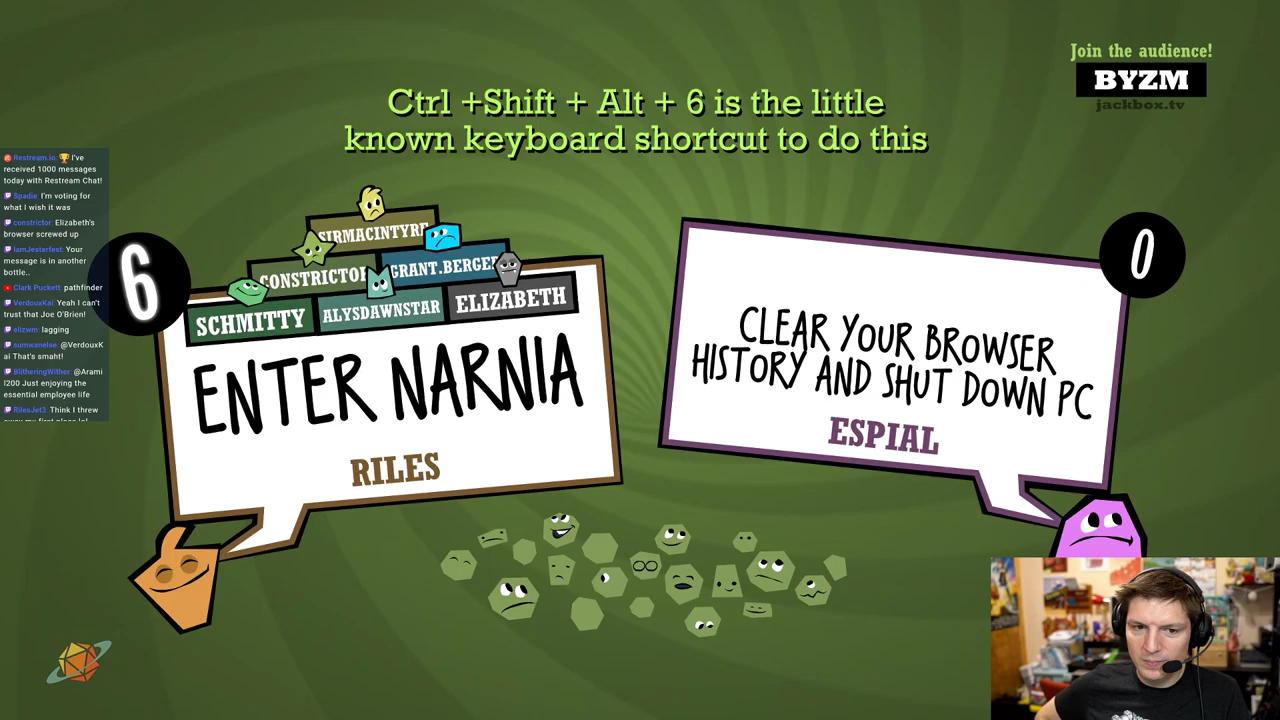 Join the audience!
BYZM
jackbox.tv
Ctrl +Shift + Alt + 6 is the little
known keyboard shortcut to do this
Restream.io: 🏆 I've
received 1000 messages
today with Restream Chat!
Spadie: I'm voting for
what I wish it was
constrictor: Elizabeth's
browser screwed up
IamJesterfest: Your
message is in another
bottle..
Clark Puckett: pathfinder
VerdouxKai: Yeah I can't
trust that Joe O'Brien!
elizwm: lagging
sumwanelse: @VerdouxK
ai That's smaht!
BlitheringWither: @Arami
l200 Just enjoying the
essential employee life
RilesJet3: Think I threw
6
SIRMACINTYRE
CONSTRICTOR
GRANT.BERGER
SCHMITTY
ALYSDAWNSTAR
ELIZABETH
ENTER NARNIA
RILES
0
CLEAR YOUR BROWSER
HISTORY AND SHUT DOWN PC
ESPIAL